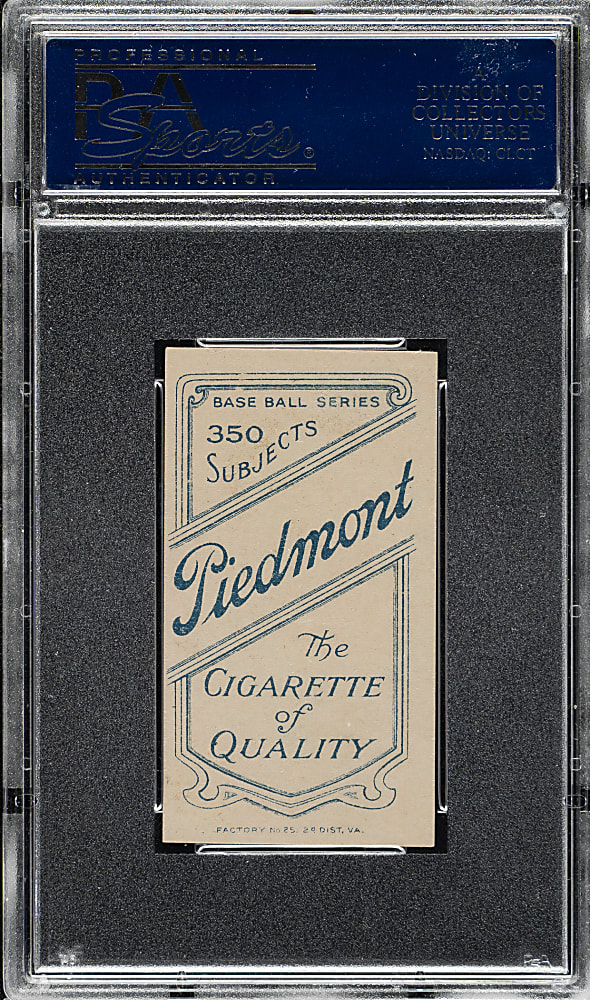 PROFESSIONAL
PSA
Sports
AUTHENTICATOR
A
DIVISION OF
COLLECTORS
UNIVERSE
NASDAQ: CLCT
BASE BALL SERIES
350
SUBJECTS
Piedmont
The
CIGARETTE
of
QUALITY
FACTORY No 25, 2D DIST, VA.
PSA